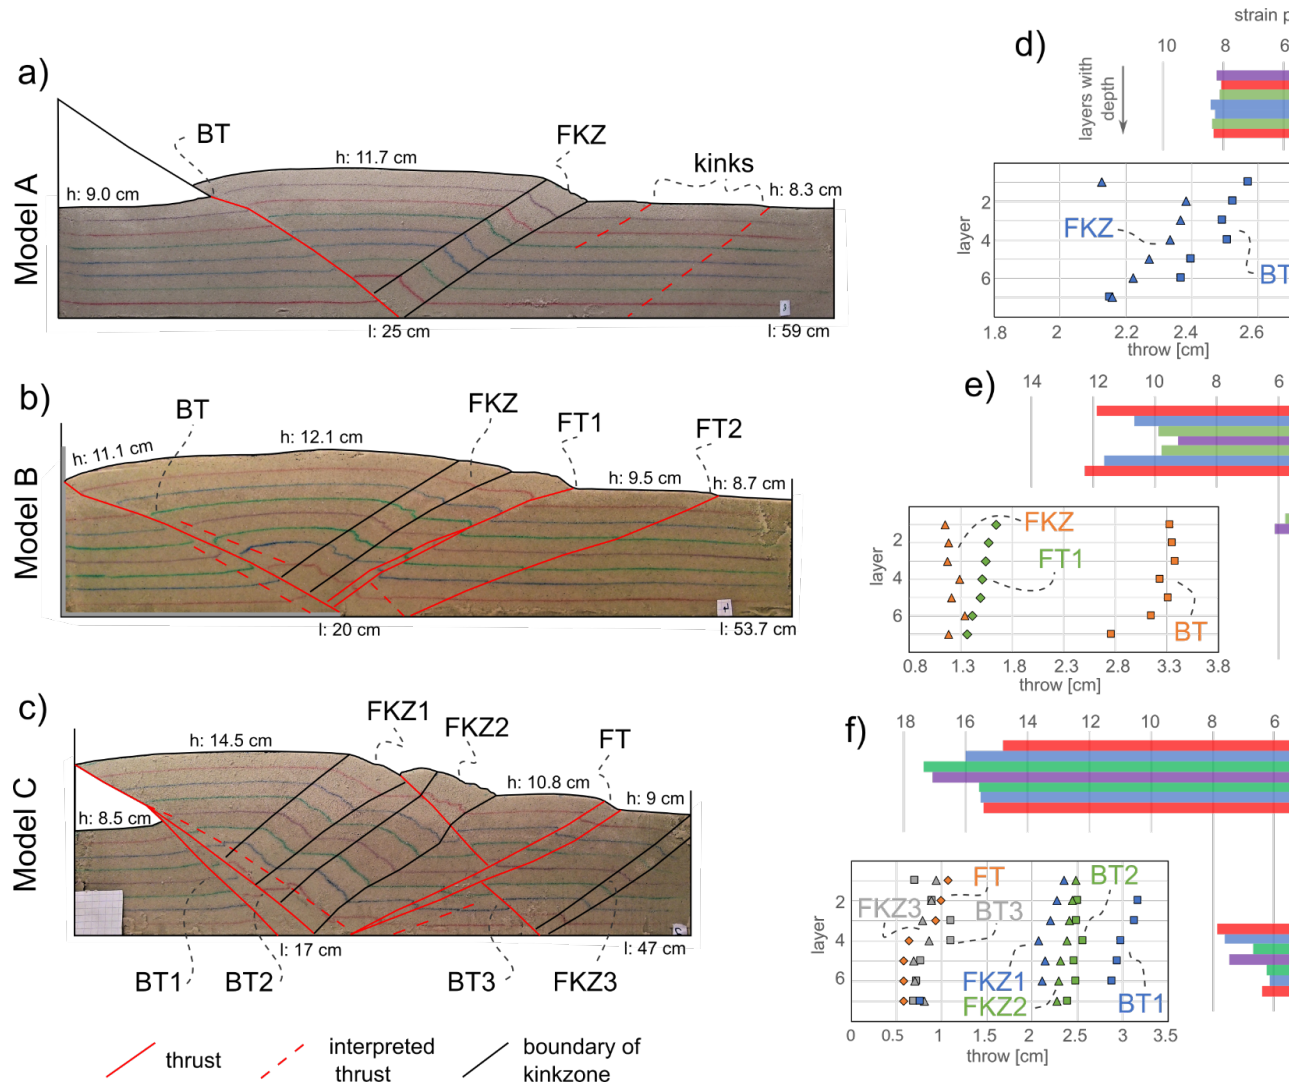 a)
Model A
BT
FKZ
kinks
h: 11.7 cm
h: 9.0 cm
h: 8.3 cm
l: 25 cm
l: 59 cm
b)
Model B
BT
FKZ
FT1
FT2
h: 11.1 cm
h: 12.1 cm
h: 9.5 cm
h: 8.7 cm
l: 20 cm
l: 53.7 cm
c)
Model C
FKZ1
FKZ2
FT
h: 14.5 cm
h: 10.8 cm
h: 9 cm
h: 8.5 cm
l: 17 cm
l: 47 cm
BT1
BT2
BT3
FKZ3
thrust
interpreted
thrust
boundary of
kinkzone
d)
strain p
10 8 6
layers with
depth
layer
2
4
6
FKZ
BT
1.8 2 2.2 2.4 2.6
throw [cm]
e)
14 12 10 8 6
layer
2
4
6
FKZ
FT1
BT
0.8 1.3 1.8 2.3 2.8 3.3 3.8
throw [cm]
f)
18 16 14 12 10 8 6
layer
2
4
6
FT
BT2
FKZ3
BT3
FKZ1
FKZ2
BT1
0 0.5 1 1.5 2 2.5 3 3.5
throw [cm]